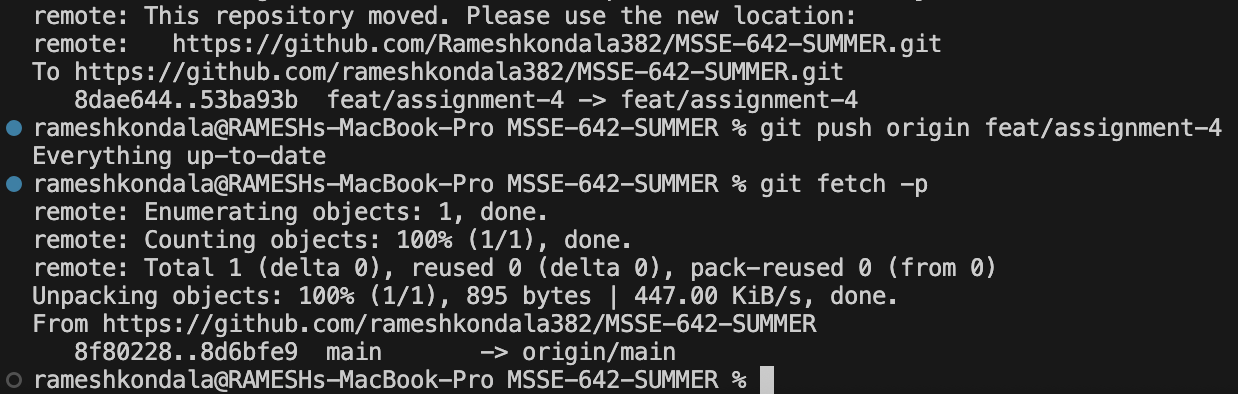 remote: This repository moved. Please use the new location:
remote:   https://github.com/Rameshkondala382/MSSE-642-SUMMER.git
To https://github.com/rameshkondala382/MSSE-642-SUMMER.git
   8dae644..53ba93b  feat/assignment-4 -> feat/assignment-4
rameshkondala@RAMESHs-MacBook-Pro MSSE-642-SUMMER % git push origin feat/assignment-4
Everything up-to-date
rameshkondala@RAMESHs-MacBook-Pro MSSE-642-SUMMER % git fetch -p
remote: Enumerating objects: 1, done.
remote: Counting objects: 100% (1/1), done.
remote: Total 1 (delta 0), reused 0 (delta 0), pack-reused 0 (from 0)
Unpacking objects: 100% (1/1), 895 bytes | 447.00 KiB/s, done.
From https://github.com/rameshkondala382/MSSE-642-SUMMER
   8f80228..8d6bfe9  main       -> origin/main
rameshkondala@RAMESHs-MacBook-Pro MSSE-642-SUMMER %